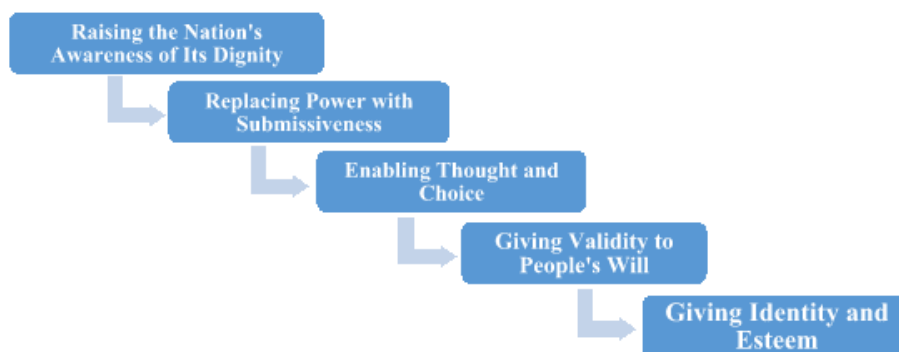 Raising the Nation's
Awareness of Its Dignity
Replacing Power with
Submissiveness
Enabling Thought and
Choice
Giving Validity to
People's Will
Giving Identity and
Esteem